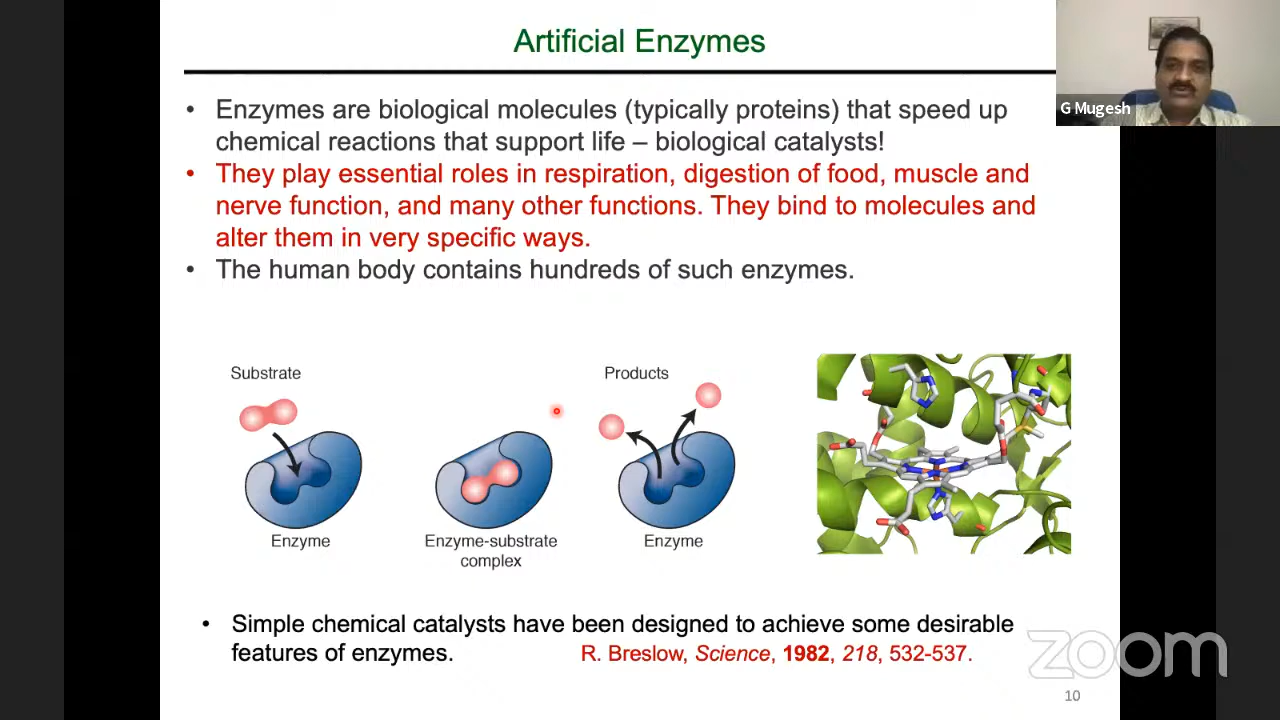 Artificial Enzymes
G Mugesh
• Enzymes are biological molecules (typically proteins) that speed up
chemical reactions that support life – biological catalysts!
• They play essential roles in respiration, digestion of food, muscle and
nerve function, and many other functions. They bind to molecules and
alter them in very specific ways.
• The human body contains hundreds of such enzymes.
Substrate
Products
Enzyme
Enzyme-substrate
complex
Enzyme
• Simple chemical catalysts have been designed to achieve some desirable
features of enzymes. R. Breslow, Science, 1982, 218, 532-537.
zoom
10